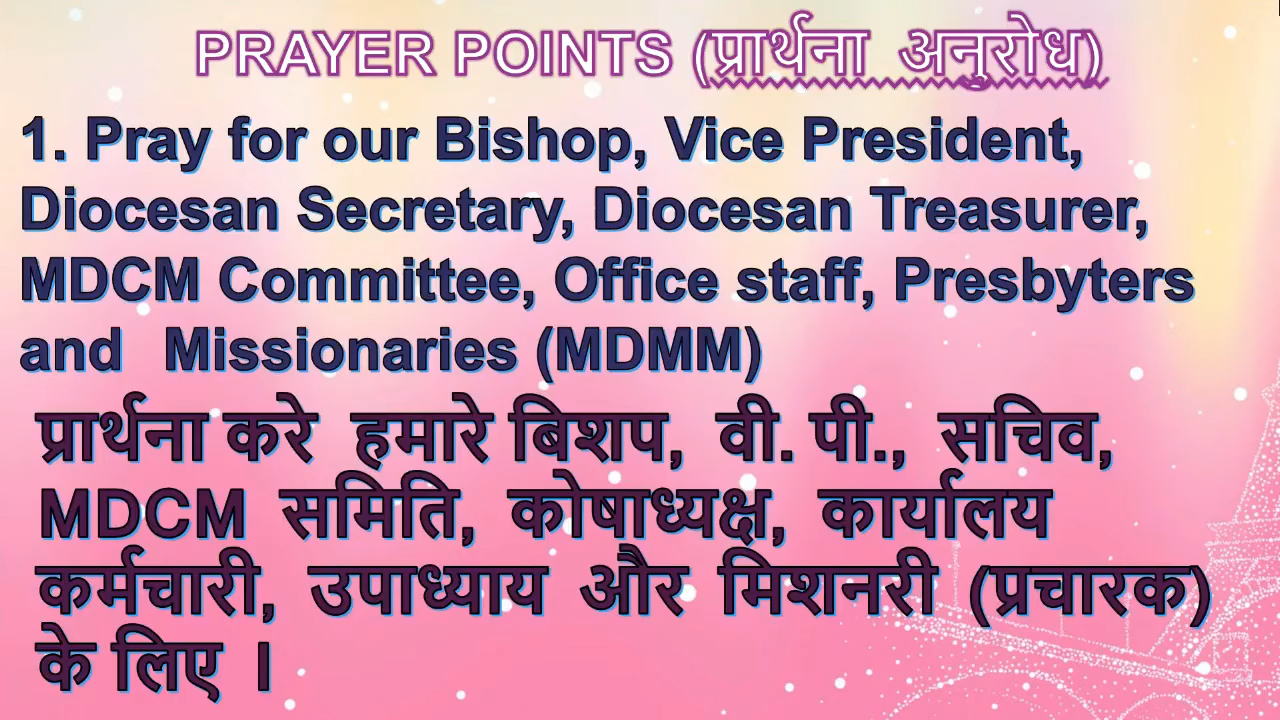 PRAYER POINTS (प्रार्थना अनुरोध)
1. Pray for our Bishop, Vice President,
Diocesan Secretary, Diocesan Treasurer,
MDCM Committee, Office staff, Presbyters
and Missionaries (MDMM)
प्रार्थना करे हमारे बिशप, वी. पी., सचिव,
MDCM समिति, कोषाध्यक्ष, कार्यालय
कर्मचारी, उपाध्याय और मिशनरी (प्रचारक)
के लिए ।